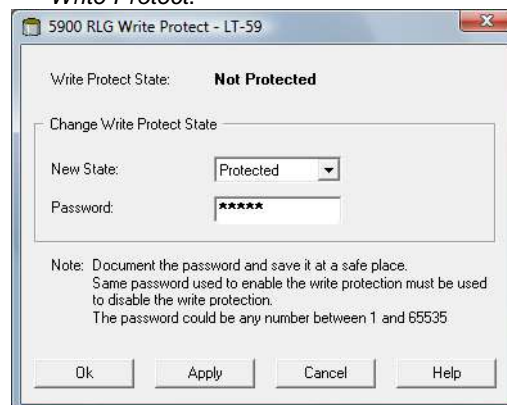 Write Protect.
5900 RLG Write Protect - LT-59
Write Protect State: Not Protected
Change Write Protect State
New State: Protected
Password: *****
Note: Document the password and save it at a safe place.
Same password used to enable the write protection must be used
to disable the write protection.
The password could be any number between 1 and 65535
Ok Apply Cancel Help